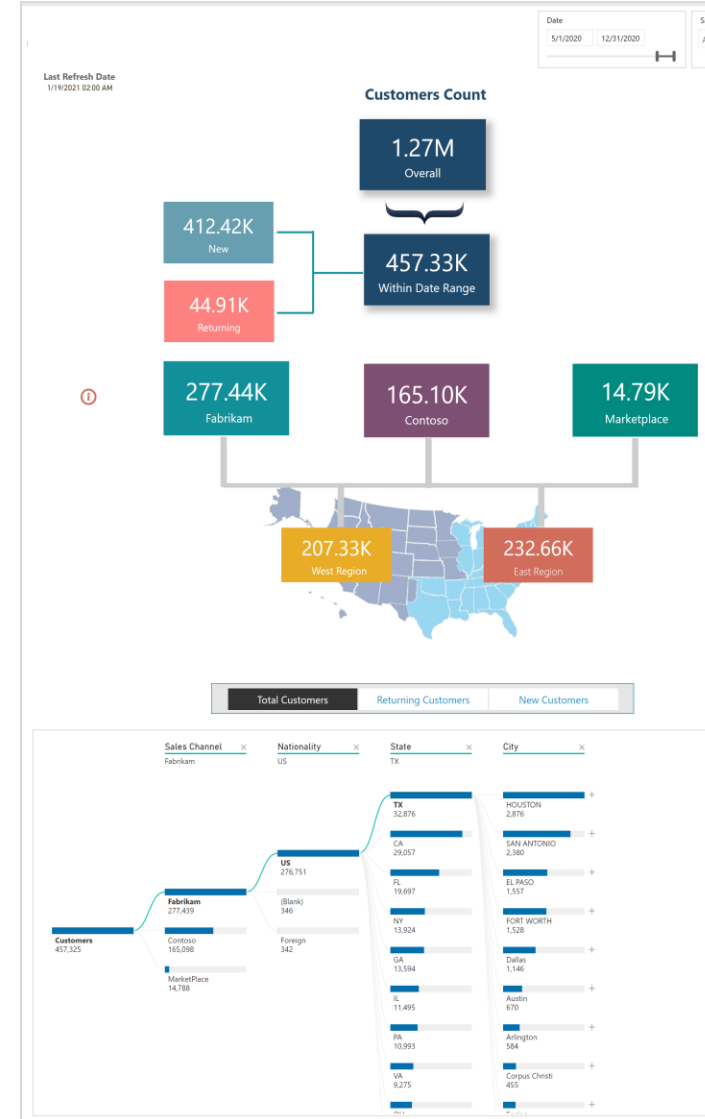 Date
5/1/2020 12/31/2020
Last Refresh Date
1/19/2021 02:00 AM
Customers Count
1.27M
Overall
412.42K
New
457.33K
Within Date Range
44.91K
Returning
277.44K
Fabrikam
165.10K
Contoso
14.79K
Marketplace
207.33K
West Region
232.66K
East Region
Total Customers Returning Customers New Customers
Sales Channel × Nationality × State × City ×
Fabrikam US TX
Customers
457,325
Fabrikam
277,439
Contoso
165,098
MarketPlace
14,788
US
276,751
(Blank)
346
Foreign
342
TX
32,876
CA
29,057
FL
19,697
NY
13,924
GA
13,594
IL
11,495
PA
10,993
VA
9,275
HOUSTON
2,876
SAN ANTONIO
2,380
EL PASO
1,557
FORT WORTH
1,528
Dallas
1,146
Austin
670
Arlington
584
Corpus Christi
455